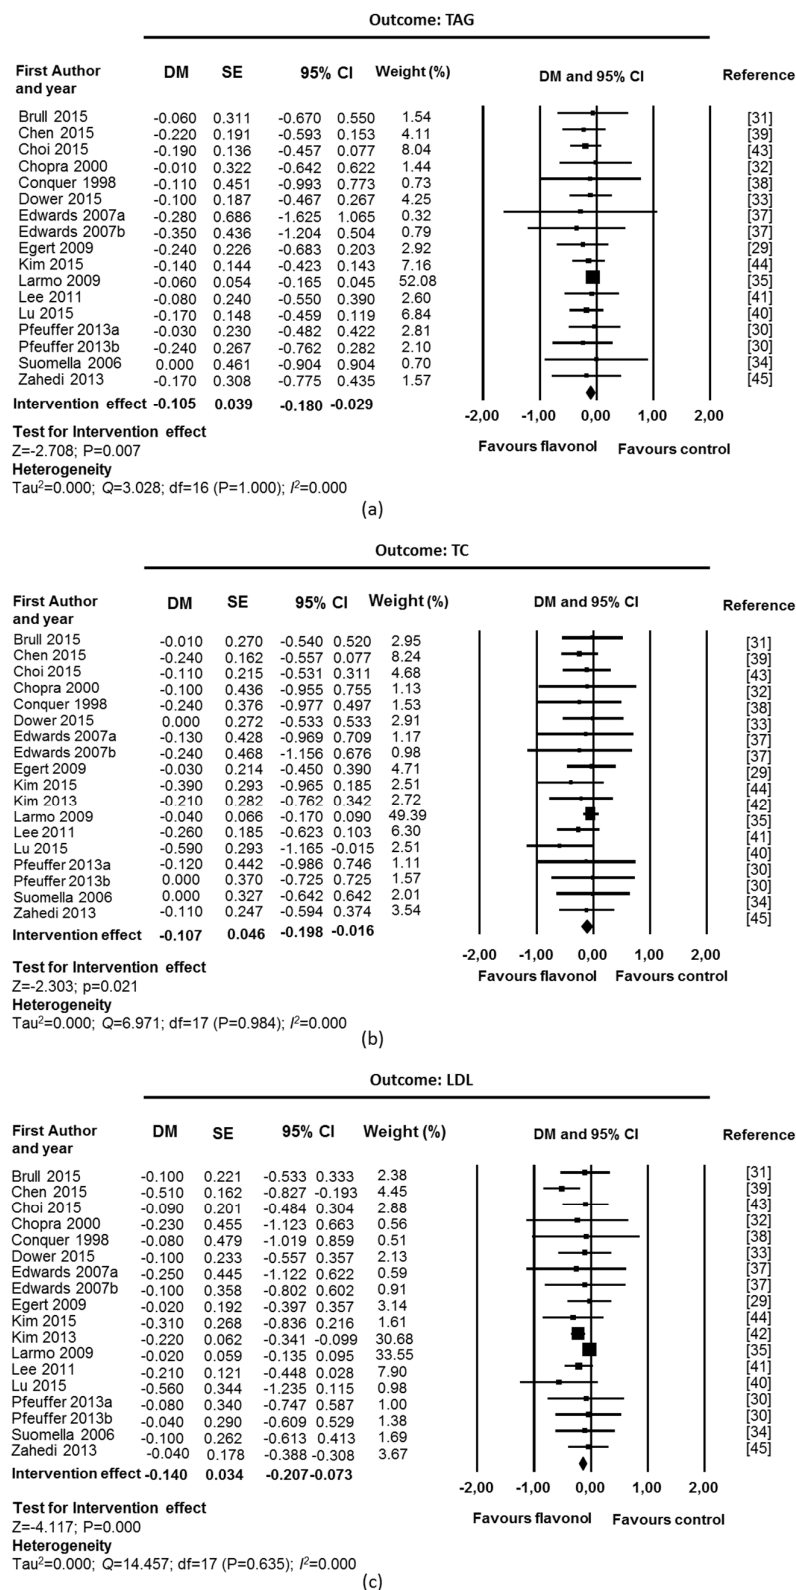 Outcome: TAG
First Author and year DM SE 95% CI Weight (%) DM and 95% CI Reference
Brull 2015 -0.060 0.311 -0.670 0.550 1.54 [31]
Chen 2015 -0.220 0.191 -0.593 0.153 4.11 [39]
Choi 2015 -0.190 0.136 -0.457 0.077 8.04 [43]
Chopra 2000 -0.010 0.322 -0.642 0.622 1.44 [32]
Conquer 1998 -0.110 0.451 -0.993 0.773 0.73 [38]
Dower 2015 -0.100 0.187 -0.467 0.267 4.25 [33]
Edwards 2007a -0.280 0.686 -1.625 1.065 0.32 [37]
Edwards 2007b -0.350 0.436 -1.204 0.504 0.79 [37]
Egert 2009 -0.240 0.226 -0.683 0.203 2.92 [29]
Kim 2015 -0.140 0.144 -0.423 0.143 7.16 [44]
Larmo 2009 -0.060 0.054 -0.165 0.045 52.08 [35]
Lee 2011 -0.080 0.240 -0.550 0.390 2.60 [41]
Lu 2015 -0.170 0.148 -0.459 0.119 6.84 [40]
Pfeuffer 2013a -0.030 0.230 -0.482 0.422 2.81 [30]
Pfeuffer 2013b -0.240 0.267 -0.762 0.282 2.10 [30]
Suomella 2006 0.000 0.461 -0.904 0.904 0.70 [34]
Zahedi 2013 -0.170 0.308 -0.775 0.435 1.57 [45]
Intervention effect -0.105 0.039 -0.180 -0.029
-2,00 -1,00 0,00 1,00 2,00
Favours flavonol Favours control
Test for Intervention effect
Z=-2.708; P=0.007
Heterogeneity
Tau²=0.000; Q=3.028; df=16 (P=1.000); I²=0.000
(a)
Outcome: TC
First Author and year DM SE 95% CI Weight (%) DM and 95% CI Reference
Brull 2015 -0.010 0.270 -0.540 0.520 2.95 [31]
Chen 2015 -0.240 0.162 -0.557 0.077 8.24 [39]
Choi 2015 -0.110 0.215 -0.531 0.311 4.68 [43]
Chopra 2000 -0.100 0.436 -0.955 0.755 1.13 [32]
Conquer 1998 -0.240 0.376 -0.977 0.497 1.53 [38]
Dower 2015 0.000 0.272 -0.533 0.533 2.91 [33]
Edwards 2007a -0.130 0.428 -0.969 0.709 1.17 [37]
Edwards 2007b -0.240 0.468 -1.156 0.676 0.98 [37]
Egert 2009 -0.030 0.214 -0.450 0.390 4.71 [29]
Kim 2015 -0.390 0.293 -0.965 0.185 2.51 [44]
Kim 2013 -0.210 0.282 -0.762 0.342 2.72 [42]
Larmo 2009 -0.040 0.066 -0.170 0.090 49.39 [35]
Lee 2011 -0.260 0.185 -0.623 0.103 6.30 [41]
Lu 2015 -0.590 0.293 -1.165 -0.015 2.51 [40]
Pfeuffer 2013a -0.120 0.442 -0.986 0.746 1.11 [30]
Pfeuffer 2013b 0.000 0.370 -0.725 0.725 1.57 [30]
Suomella 2006 0.000 0.327 -0.642 0.642 2.01 [34]
Zahedi 2013 -0.110 0.247 -0.594 0.374 3.54 [45]
Intervention effect -0.107 0.046 -0.198 -0.016
-2,00 -1,00 0,00 1,00 2,00
Favours flavonol Favours control
Test for Intervention effect
Z=-2.303; p=0.021
Heterogeneity
Tau²=0.000; Q=6.971; df=17 (P=0.984); I²=0.000
(b)
Outcome: LDL
First Author and year DM SE 95% CI Weight (%) DM and 95% CI Reference
Brull 2015 -0.100 0.221 -0.533 0.333 2.38 [31]
Chen 2015 -0.510 0.162 -0.827 -0.193 4.45 [39]
Choi 2015 -0.090 0.201 -0.484 0.304 2.88 [43]
Chopra 2000 -0.230 0.455 -1.123 0.663 0.56 [32]
Conquer 1998 -0.080 0.479 -1.019 0.859 0.51 [38]
Dower 2015 -0.100 0.233 -0.557 0.357 2.13 [33]
Edwards 2007a -0.250 0.445 -1.122 0.622 0.59 [37]
Edwards 2007b -0.100 0.358 -0.802 0.602 0.91 [37]
Egert 2009 -0.020 0.192 -0.397 0.357 3.14 [29]
Kim 2015 -0.310 0.268 -0.836 0.216 1.61 [44]
Kim 2013 -0.220 0.062 -0.341 -0.099 30.68 [42]
Larmo 2009 -0.020 0.059 -0.135 0.095 33.55 [35]
Lee 2011 -0.210 0.121 -0.448 0.028 7.90 [41]
Lu 2015 -0.560 0.344 -1.235 0.115 0.98 [40]
Pfeuffer 2013a -0.080 0.340 -0.747 0.587 1.00 [30]
Pfeuffer 2013b -0.040 0.290 -0.609 0.529 1.38 [30]
Suomella 2006 -0.100 0.262 -0.613 0.413 1.69 [34]
Zahedi 2013 -0.040 0.178 -0.388 -0.308 3.67 [45]
Intervention effect -0.140 0.034 -0.207-0.073
-2,00 -1,00 0,00 1,00 2,00
Favours flavonol Favours control
Test for Intervention effect
Z=-4.117; P=0.000
Heterogeneity
Tau²=0.000; Q=14.457; df=17 (P=0.635); I²=0.000
(c)